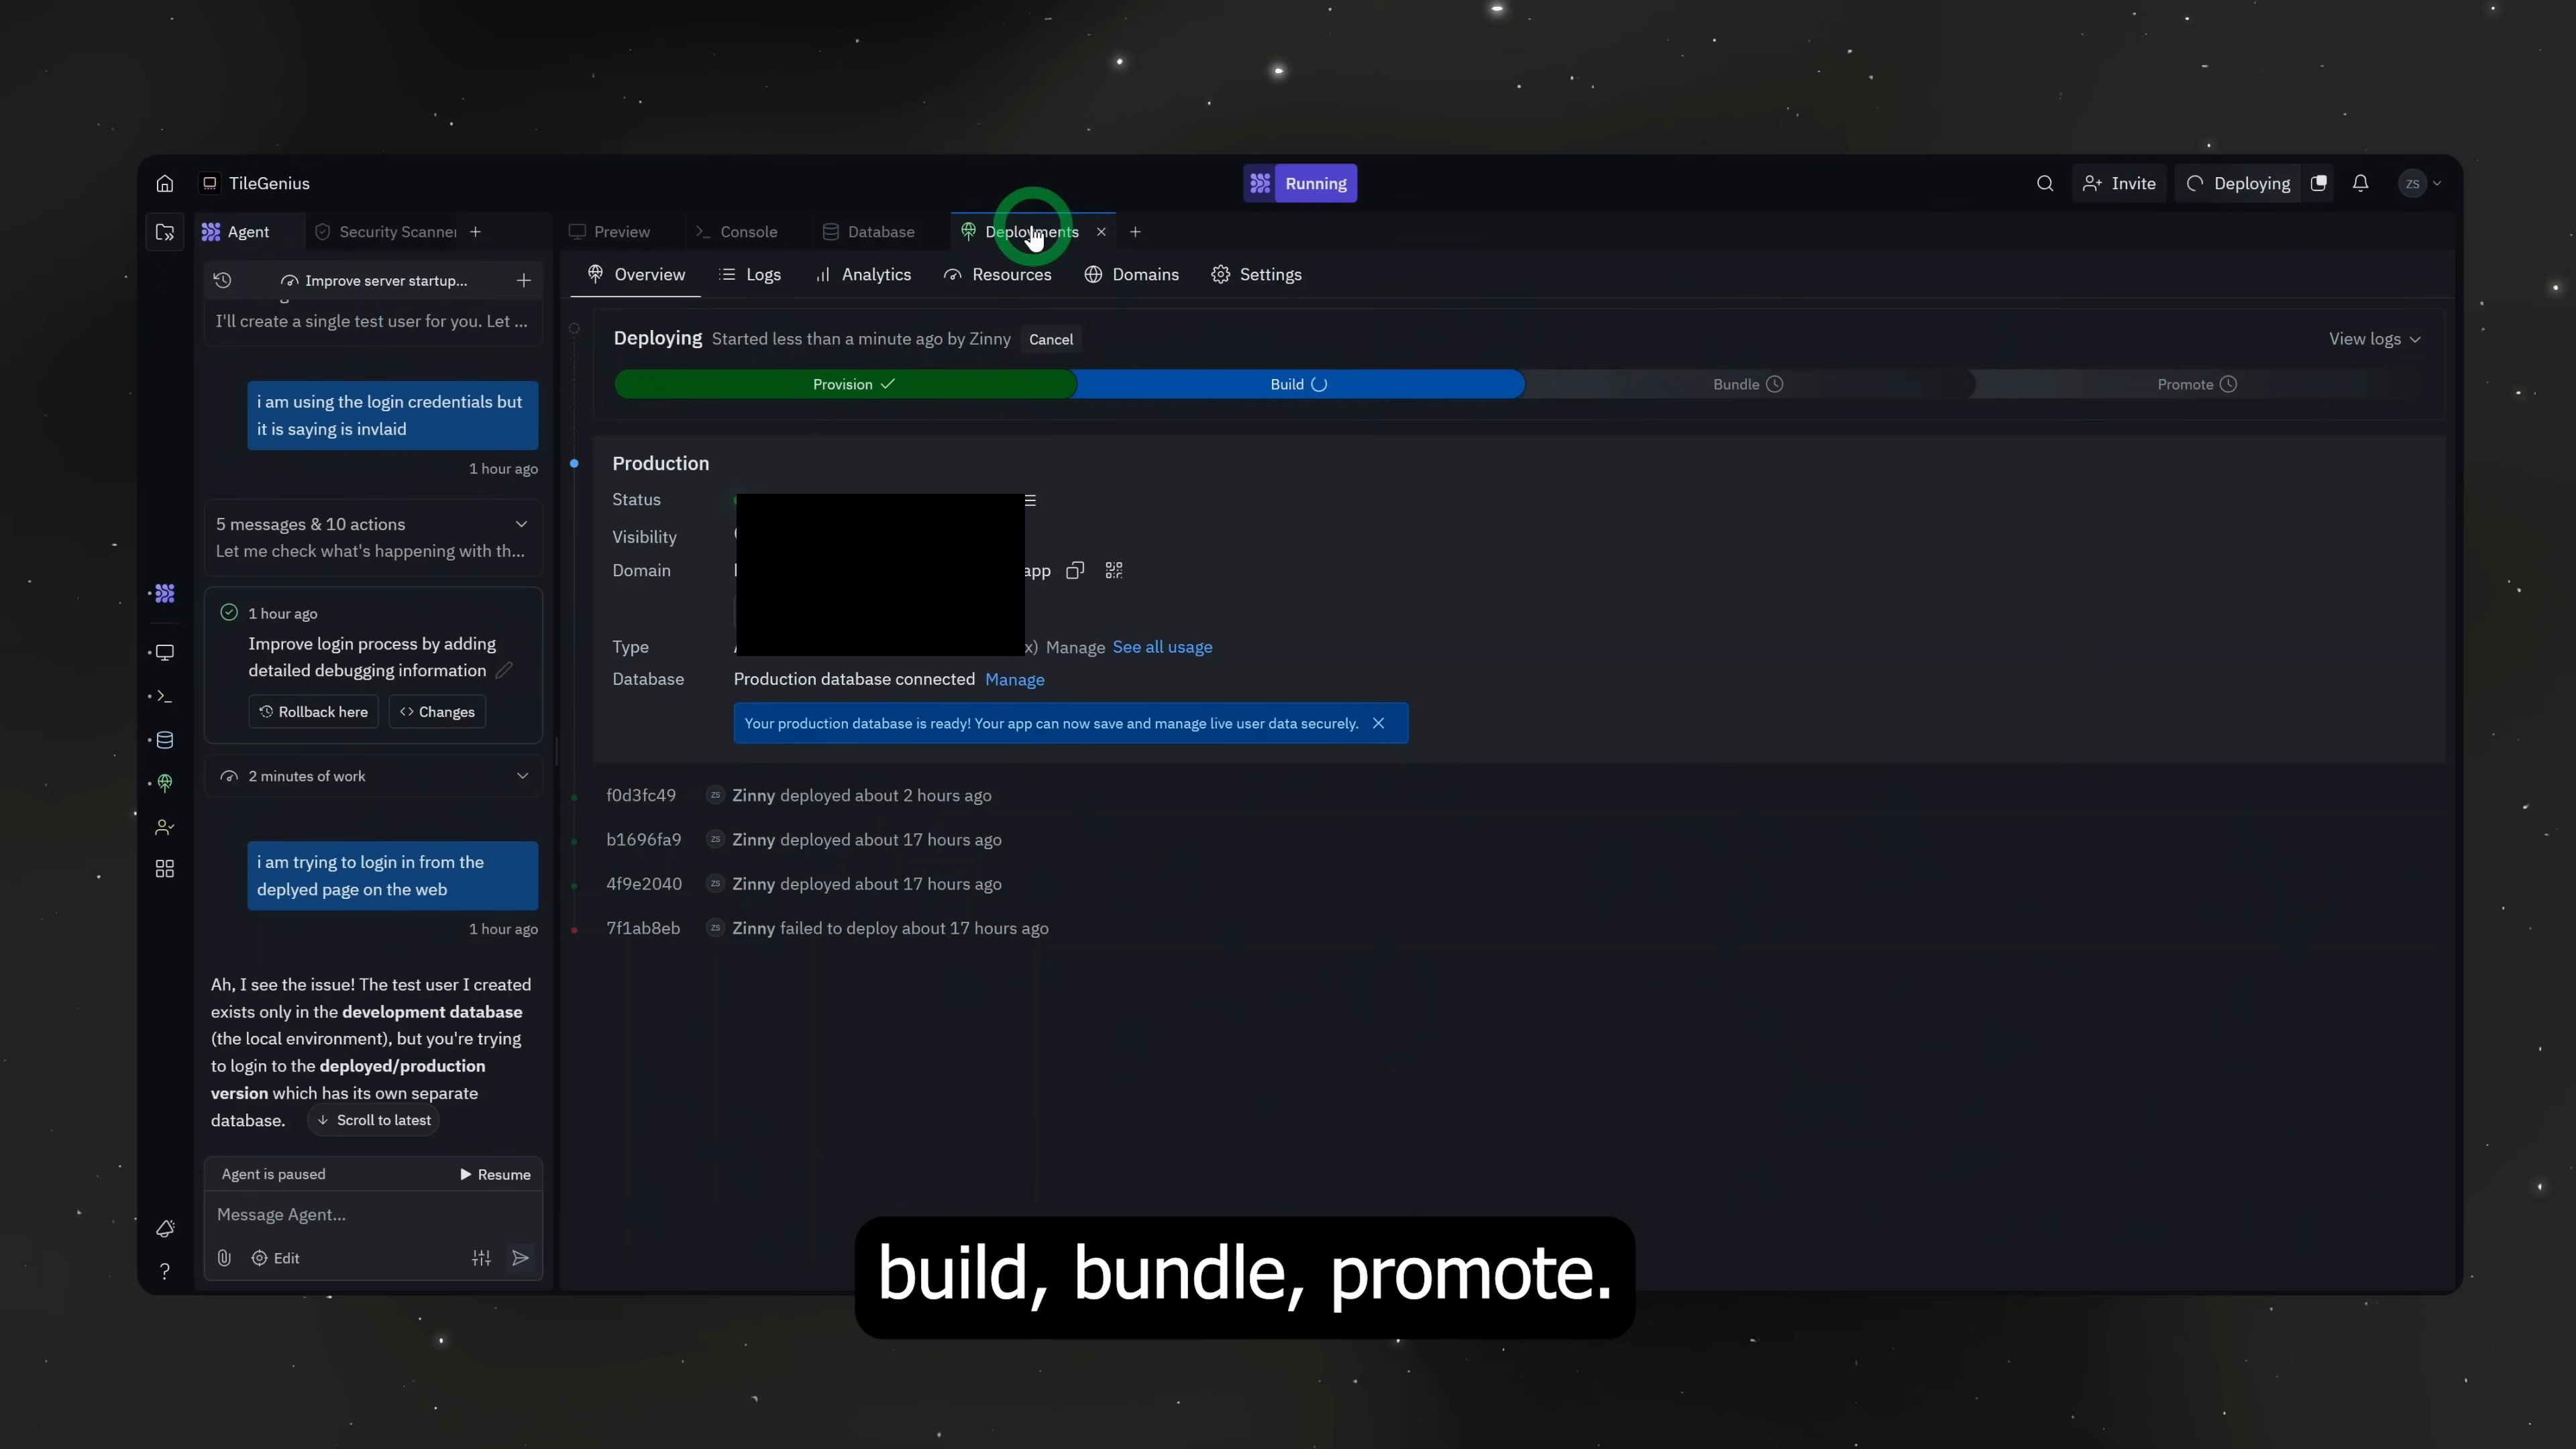 TileGenius
Running
Invite
Deploying
ZS
Agent
Security Scanner
Preview
Console
Database
Deployments
Improve server startup...
Overview
Logs
Analytics
Resources
Domains
Settings
I'll create a single test user for you. Let ...
i am using the login credentials but
it is saying is invlaid
1 hour ago
5 messages & 10 actions
Let me check what's happening with th...
1 hour ago
Improve login process by adding
detailed debugging information
Rollback here
Changes
2 minutes of work
i am trying to login in from the
deplyed page on the web
1 hour ago
Ah, I see the issue! The test user I created
exists only in the development database
(the local environment), but you're trying
to login to the deployed/production
version which has its own separate
database.
Scroll to latest
Agent is paused
Resume
Message Agent...
Edit
Deploying Started less than a minute ago by Zinny Cancel
View logs
Provision
Build
Bundle
Promote
Production
Status
Visibility
Domain app
Type x) Manage See all usage
Database Production database connected Manage
Your production database is ready! Your app can now save and manage live user data securely.
f0d3fc49 ZS Zinny deployed about 2 hours ago
b1696fa9 ZS Zinny deployed about 17 hours ago
4f9e2040 ZS Zinny deployed about 17 hours ago
7f1ab8eb ZS Zinny failed to deploy about 17 hours ago
build, bundle, promote.